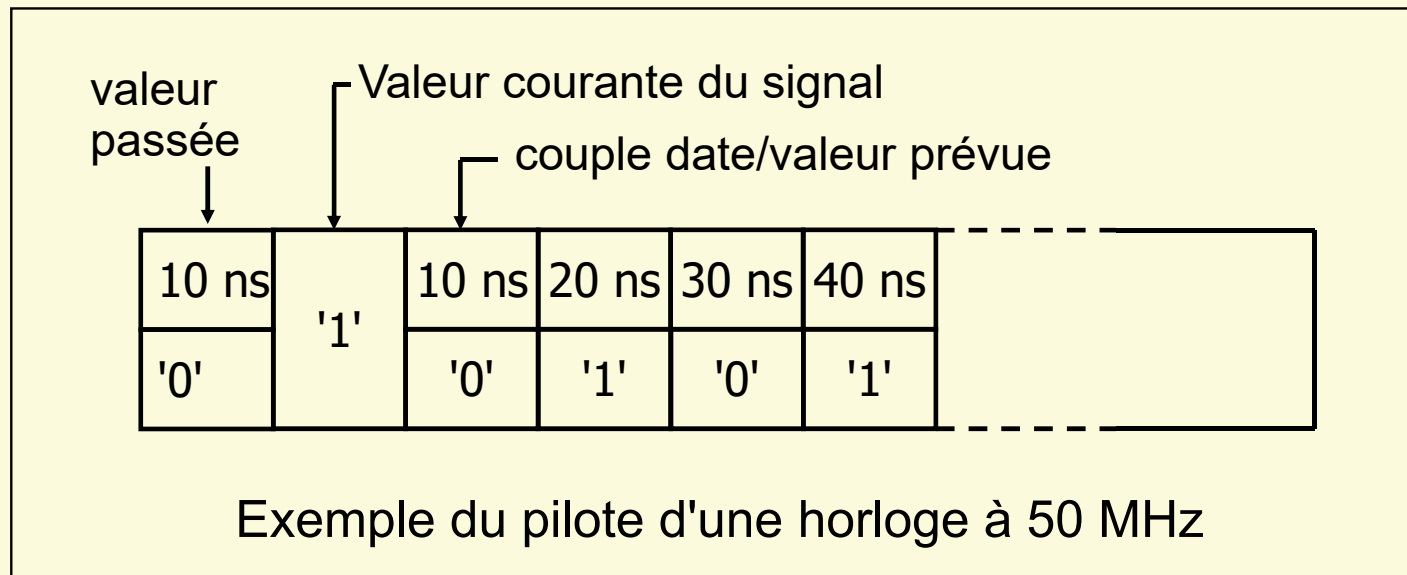 valeur
passée
Valeur courante du signal
couple date/valeur prévue
10 ns
'1'
10 ns
20 ns
30 ns
40 ns
'0'
'0'
'1'
'0'
'1'
Exemple du pilote d'une horloge à 50 MHz